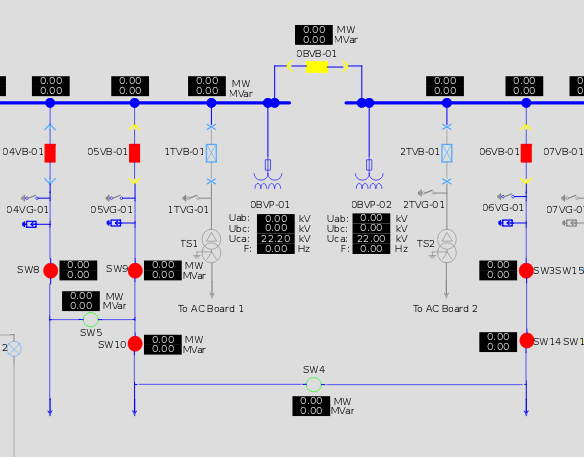 0.00 MW
0.00 MVar
0BVB-01
0.00
0.00
0.00
0.00
0.00 MW
0.00 MVar
0.00
0.00
0.00
0.00
04VB-01
05VB-01
1TVB-01
2TVB-01
06VB-01
07VB-01
04VG-01
05VG-01
1TVG-01
0BVP-01
0BVP-02
2TVG-01
06VG-01
07VG-0
Uab: 0.00 kV
Ubc: 0.00 kV
Uca: 22.20 kV
F: 0.00 Hz
Uab: 0.00 kV
Ubc: 0.00 kV
Uca: 22.00 kV
F: 0.00 Hz
TS1
TS2
SW8
0.00
0.00
SW9
0.00 MW
0.00 MVar
0.00
0.00
SW3SW15
0.00 MW
0.00 MVar
To AC Board 1
To AC Board 2
SW5
SW10
0.00 MW
0.00 MVar
0.00
0.00
SW14 SW1
2
SW4
0.00 MW
0.00 MVar